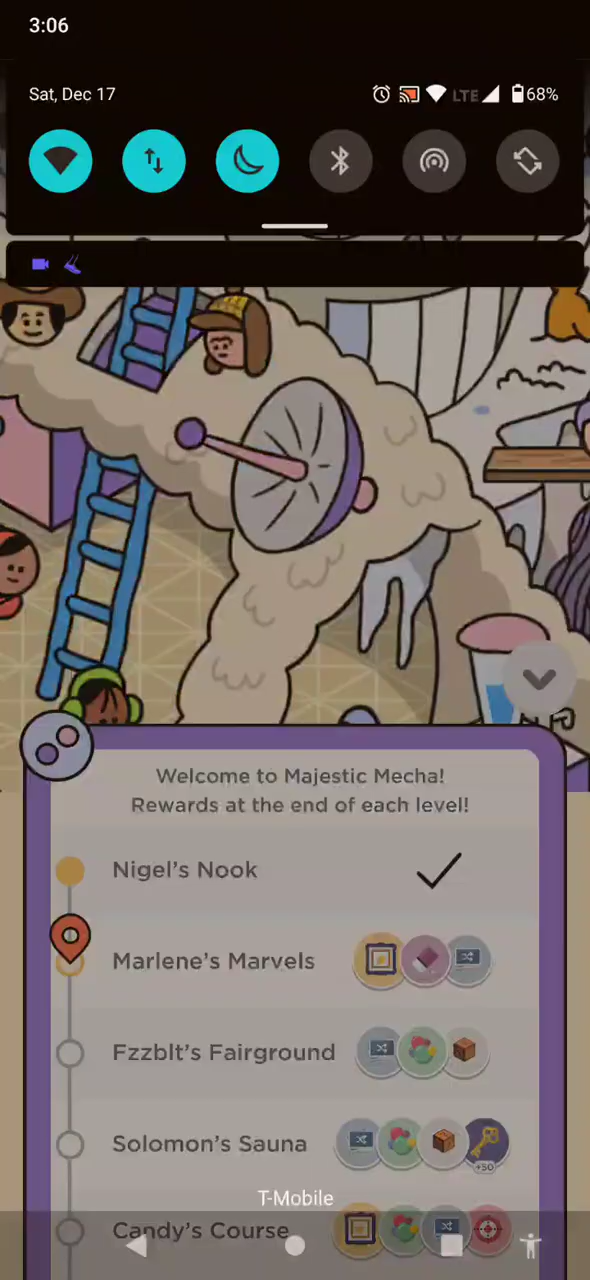 3:06
Sat, Dec 17
LTE
68%
Welcome to Majestic Mecha!
Rewards at the end of each level!
Nigel's Nook
Marlene's Marvels
Fzzblt's Fairground
Solomon's Sauna
+50
T-Mobile
Candy's Course